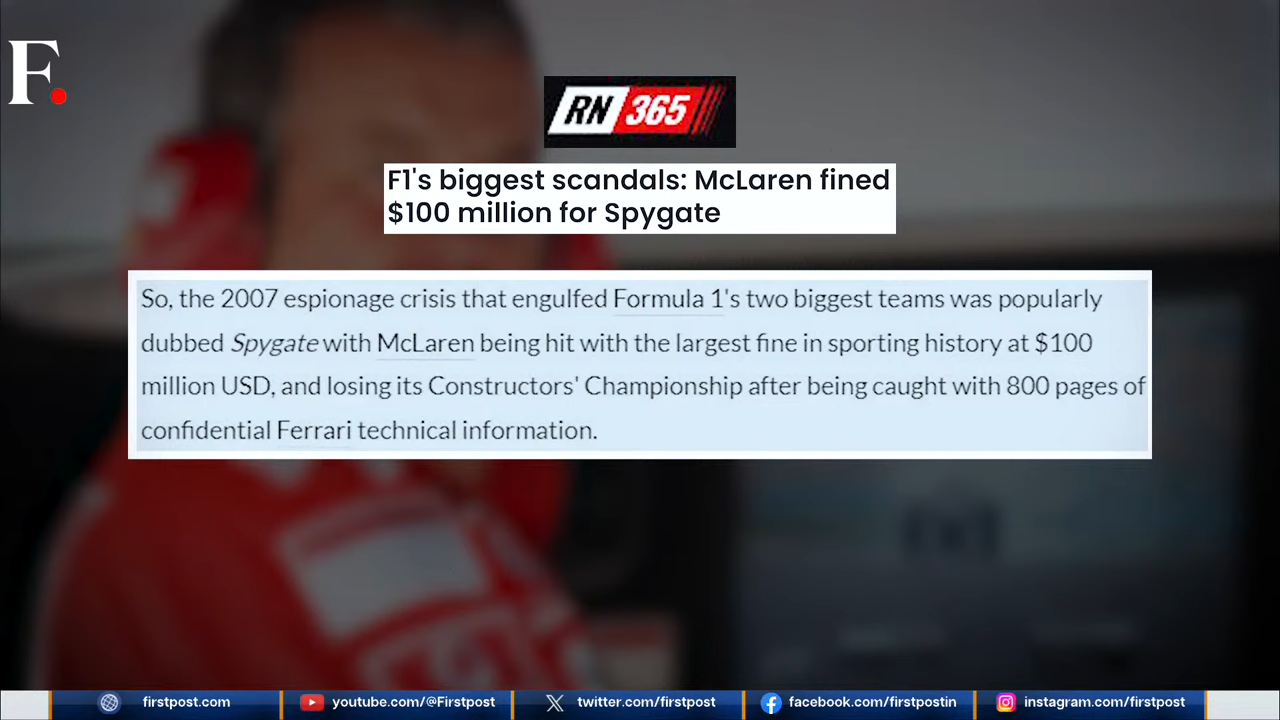 F.
RN 365
F1's biggest scandals: McLaren fined
$100 million for Spygate
So, the 2007 espionage crisis that engulfed Formula 1's two biggest teams was popularly
dubbed Spygate with McLaren being hit with the largest fine in sporting history at $100
million USD, and losing its Constructors' Championship after being caught with 800 pages of
confidential Ferrari technical information.
firstpost.com youtube.com/@Firstpost twitter.com/firstpost facebook.com/firstpostin instagram.com/firstpost